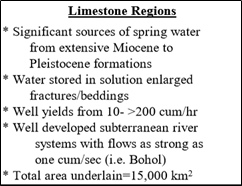 Limestone Regions
* Significant sources of spring water
from extensive Miocene to
Pleistocene formations
* Water stored in solution enlarged
fractures/beddings
* Well yields from 10- >200 cum/hr
* Well developed subterranean river
systems with flows as strong as
one cum/sec (i.e. Bohol)
* Total area underlain=15,000 km²